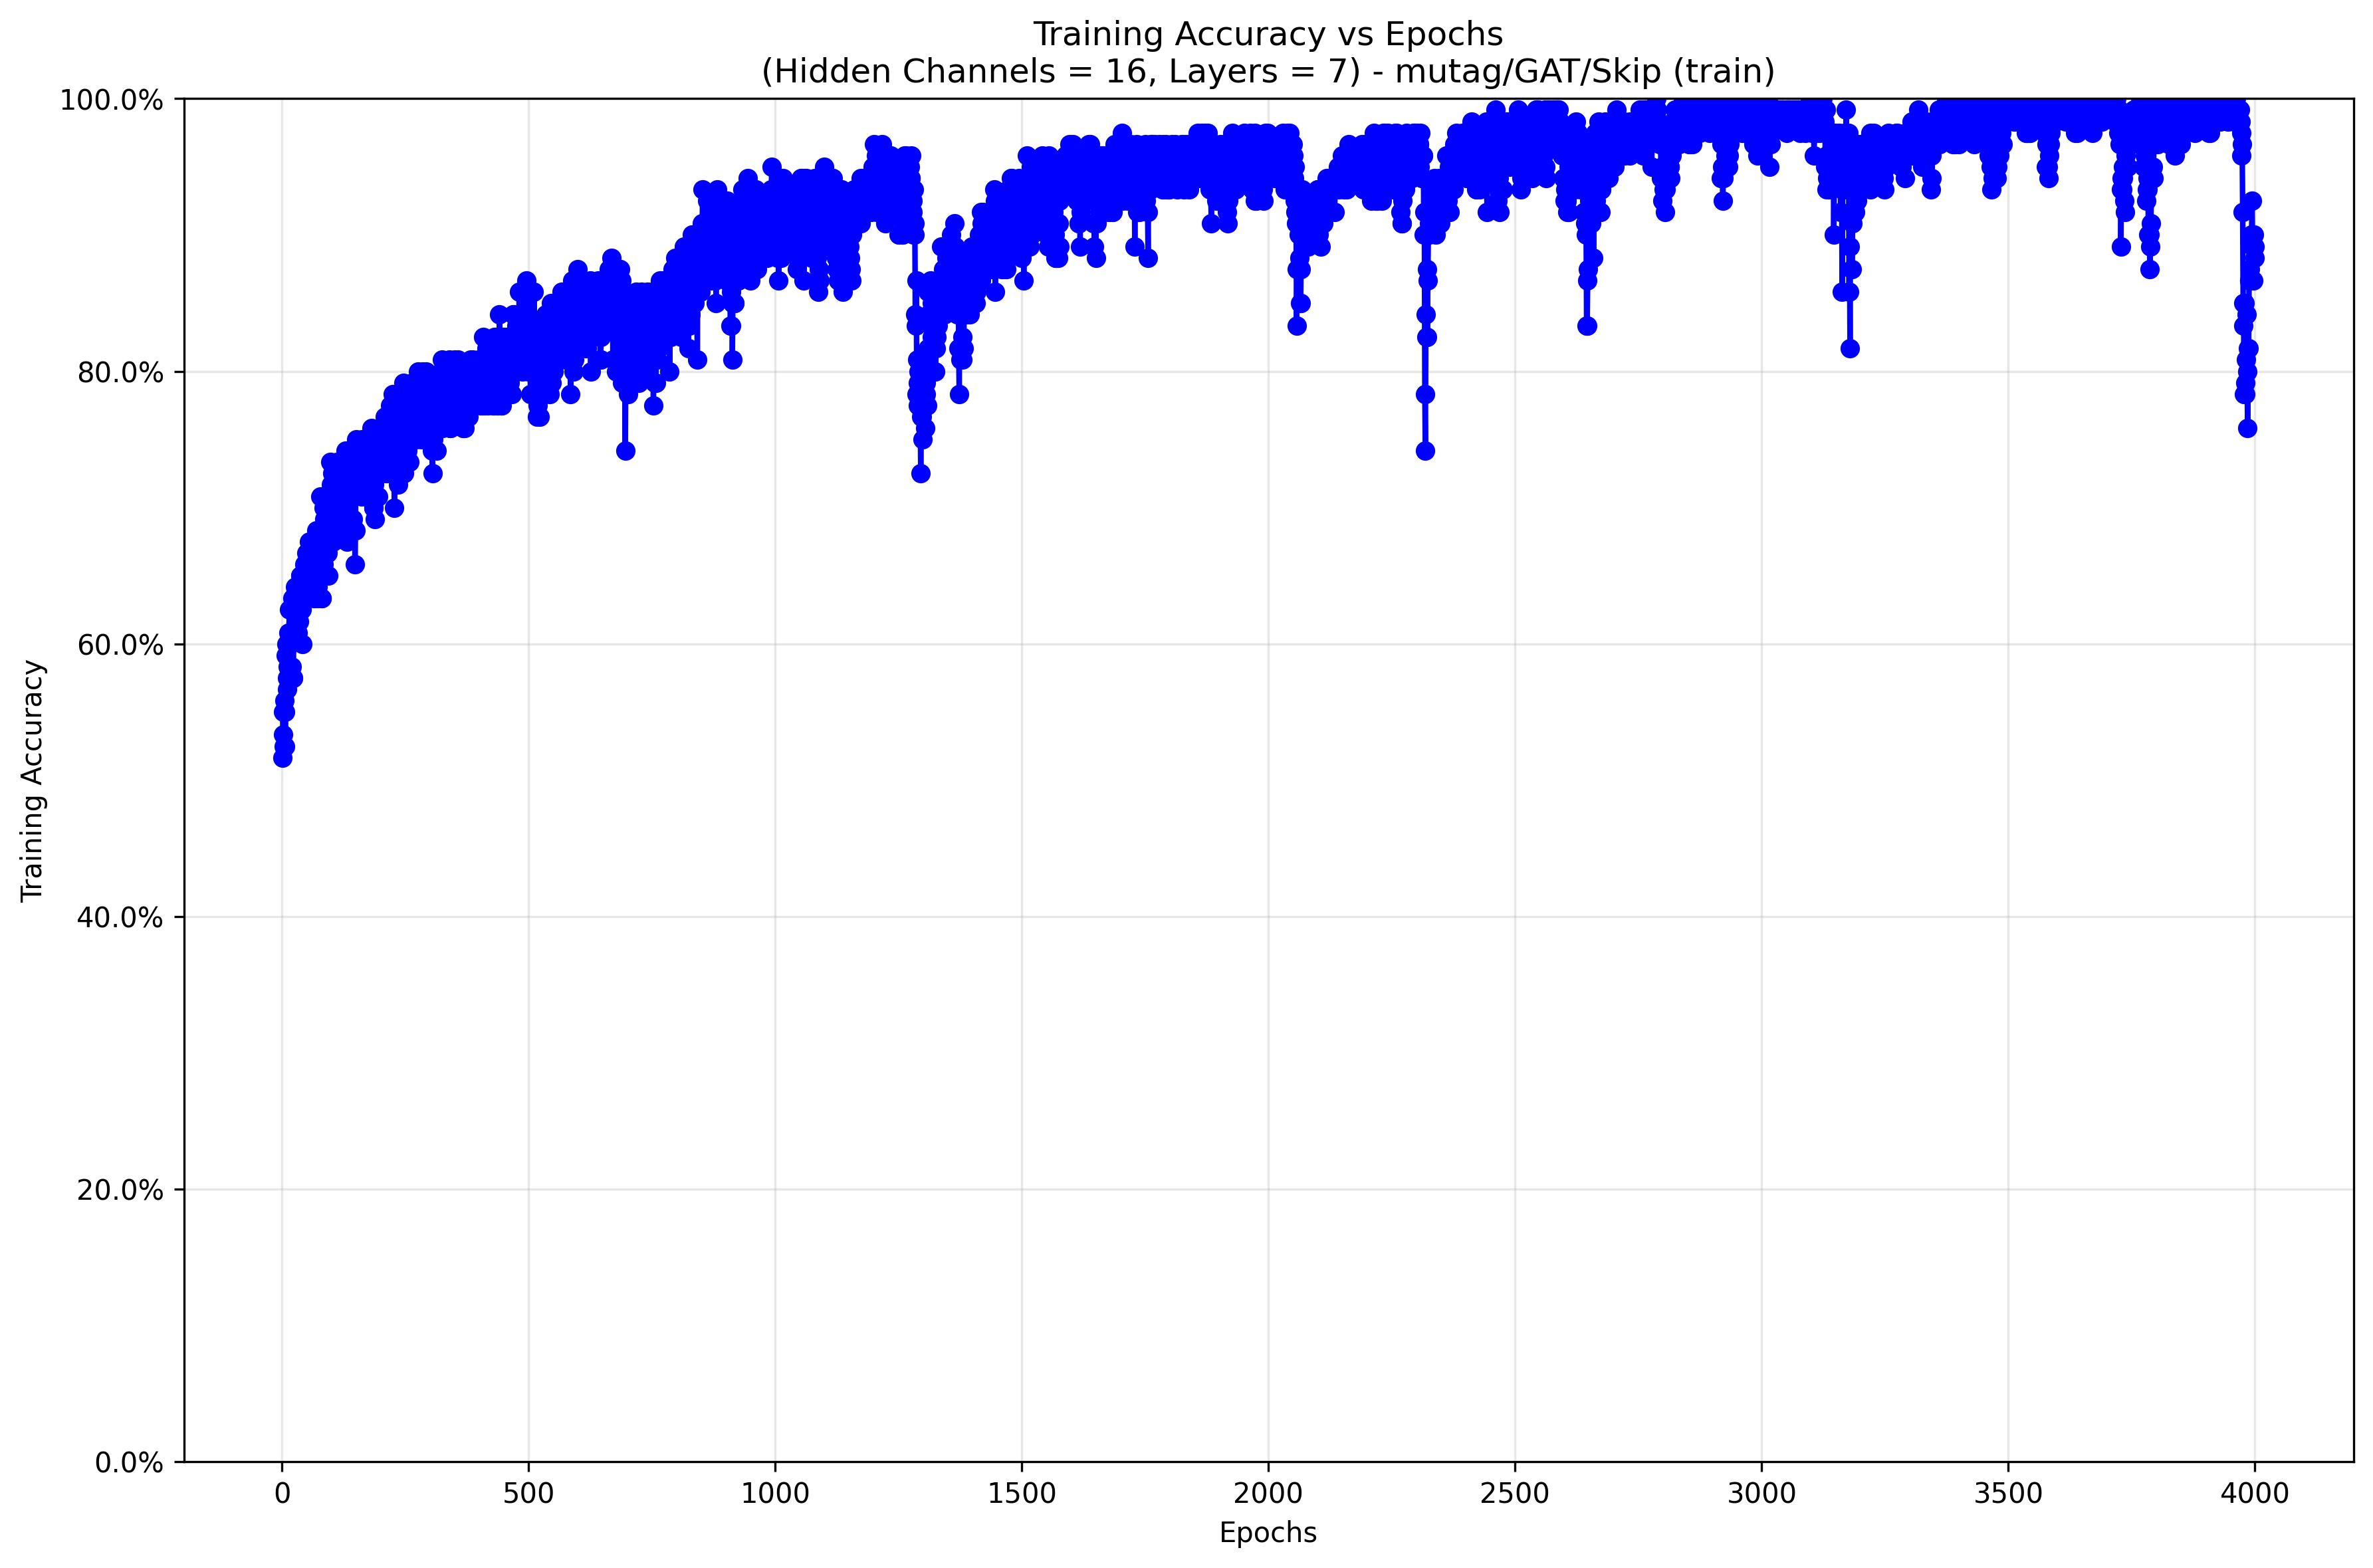 Training Accuracy vs Epochs
(Hidden Channels = 16, Layers = 7) - mutag/GAT/Skip (train)
100.0%
80.0%
60.0%
40.0%
20.0%
0.0%
Training Accuracy
0 500 1000 1500 2000 2500 3000 3500 4000
Epochs